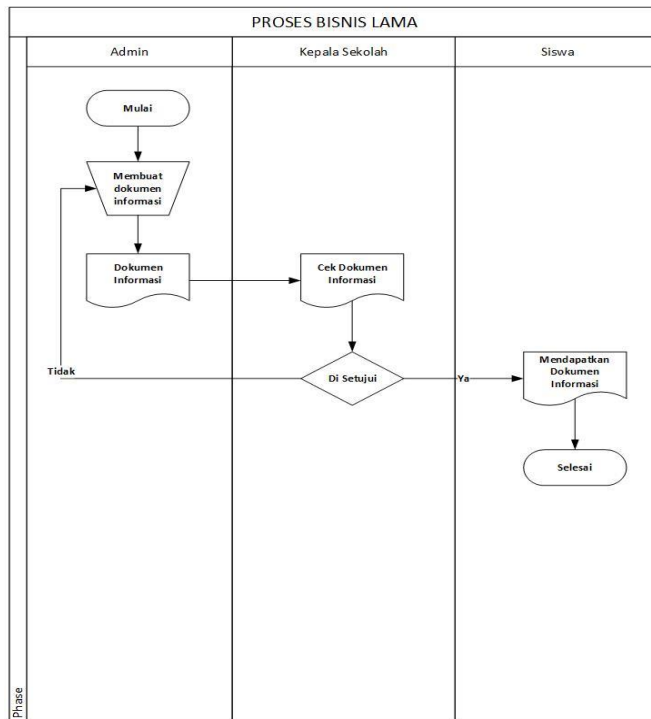 PROSES BISNIS LAMA
Admin
Kepala Sekolah
Siswa
Mulai
Membuat
dokumen
informasi
Dokumen
Informasi
Cek Dokumen
Informasi
Tidak
Di Setujui
Ya
Mendapatkan
Dokumen
Informasi
Selesai
Phase